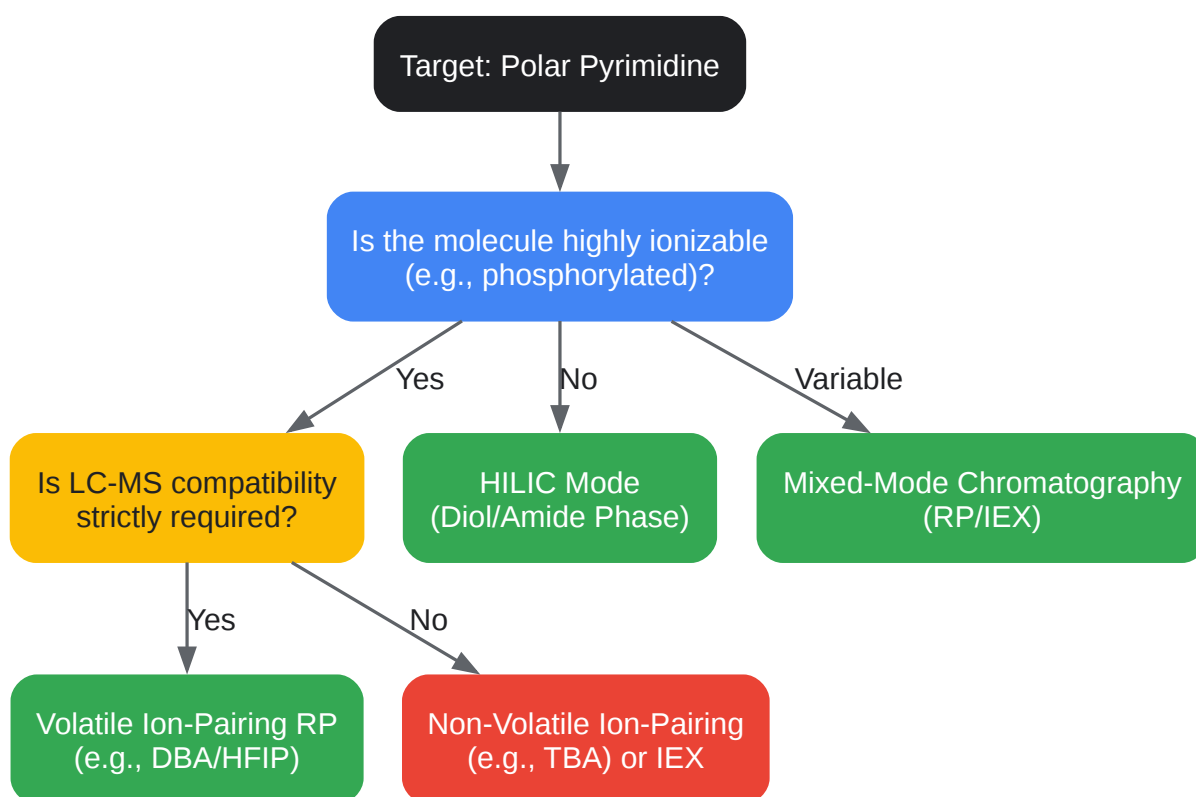 Target: Polar Pyrimidine
Is the molecule highly ionizable
(e.g., phosphorylated)?
Yes
No
Variable
Is LC-MS compatibility
strictly required?
HILIC Mode
(Diol/Amide Phase)
Mixed-Mode Chromatography
(RP/IEX)
Yes
No
Volatile Ion-Pairing RP
(e.g., DBA/HFIP)
Non-Volatile Ion-Pairing
(e.g., TBA) or IEX